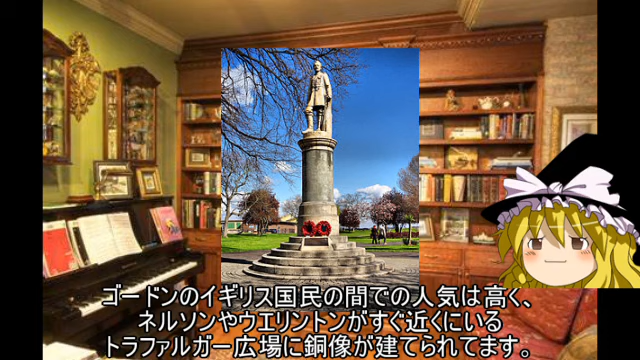 ゴードンのイギリス国民の間での人気は高く、
ネルソンやウエリントンがすぐ近くにいる
トラファルガー広場に銅像が建てられてます。